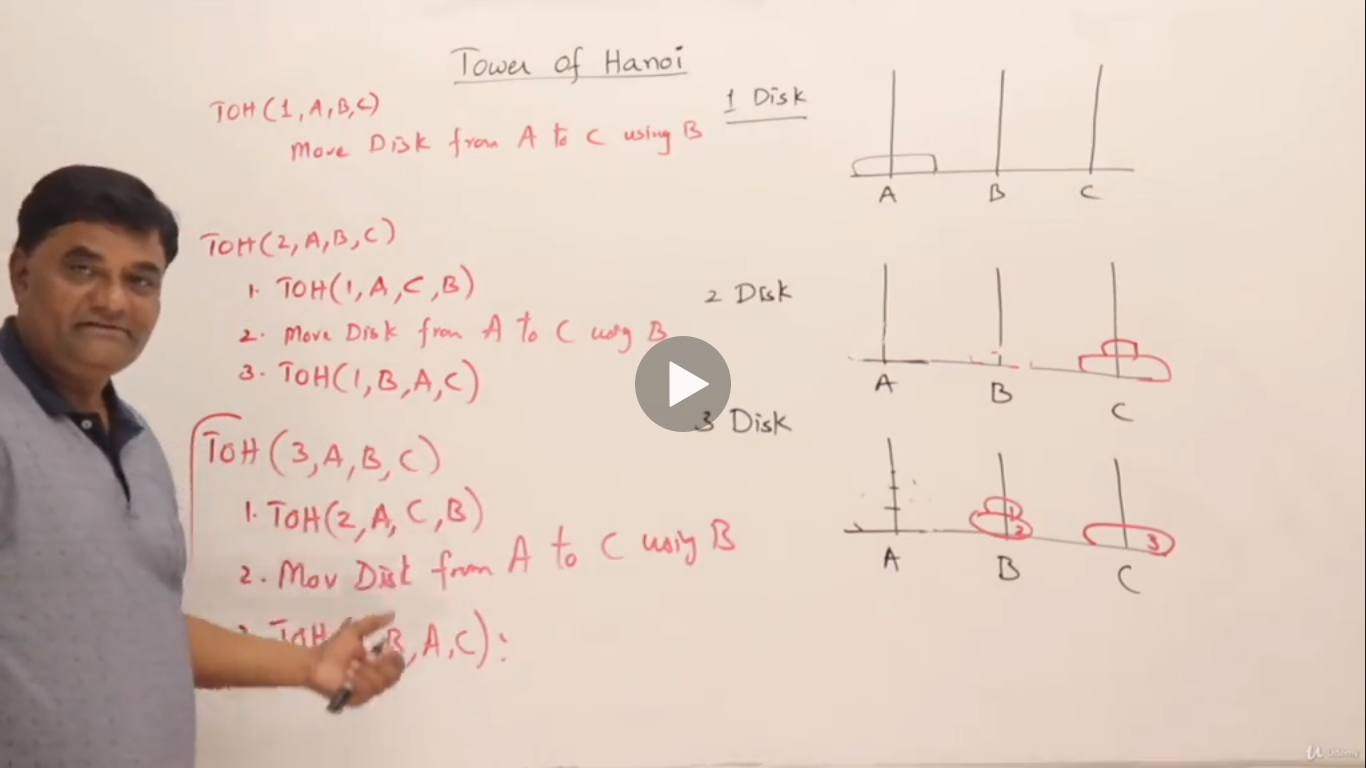 Tower of Hanoi
TOH(1,A,B,C)
Move Disk from A to C using B
TOH(2,A,B,C)
1. TOH(1,A,C,B)
2. Move Disk from A to C using B
3. TOH(1,B,A,C)
TOH(3,A,B,C)
1. TOH(2,A,C,B)
2. Mov Disk from A to C using B
3. TOH( B,A,C):
1 Disk
A B C
2 Disk
A B C
3 Disk
1
2 3
A B C
Udemy